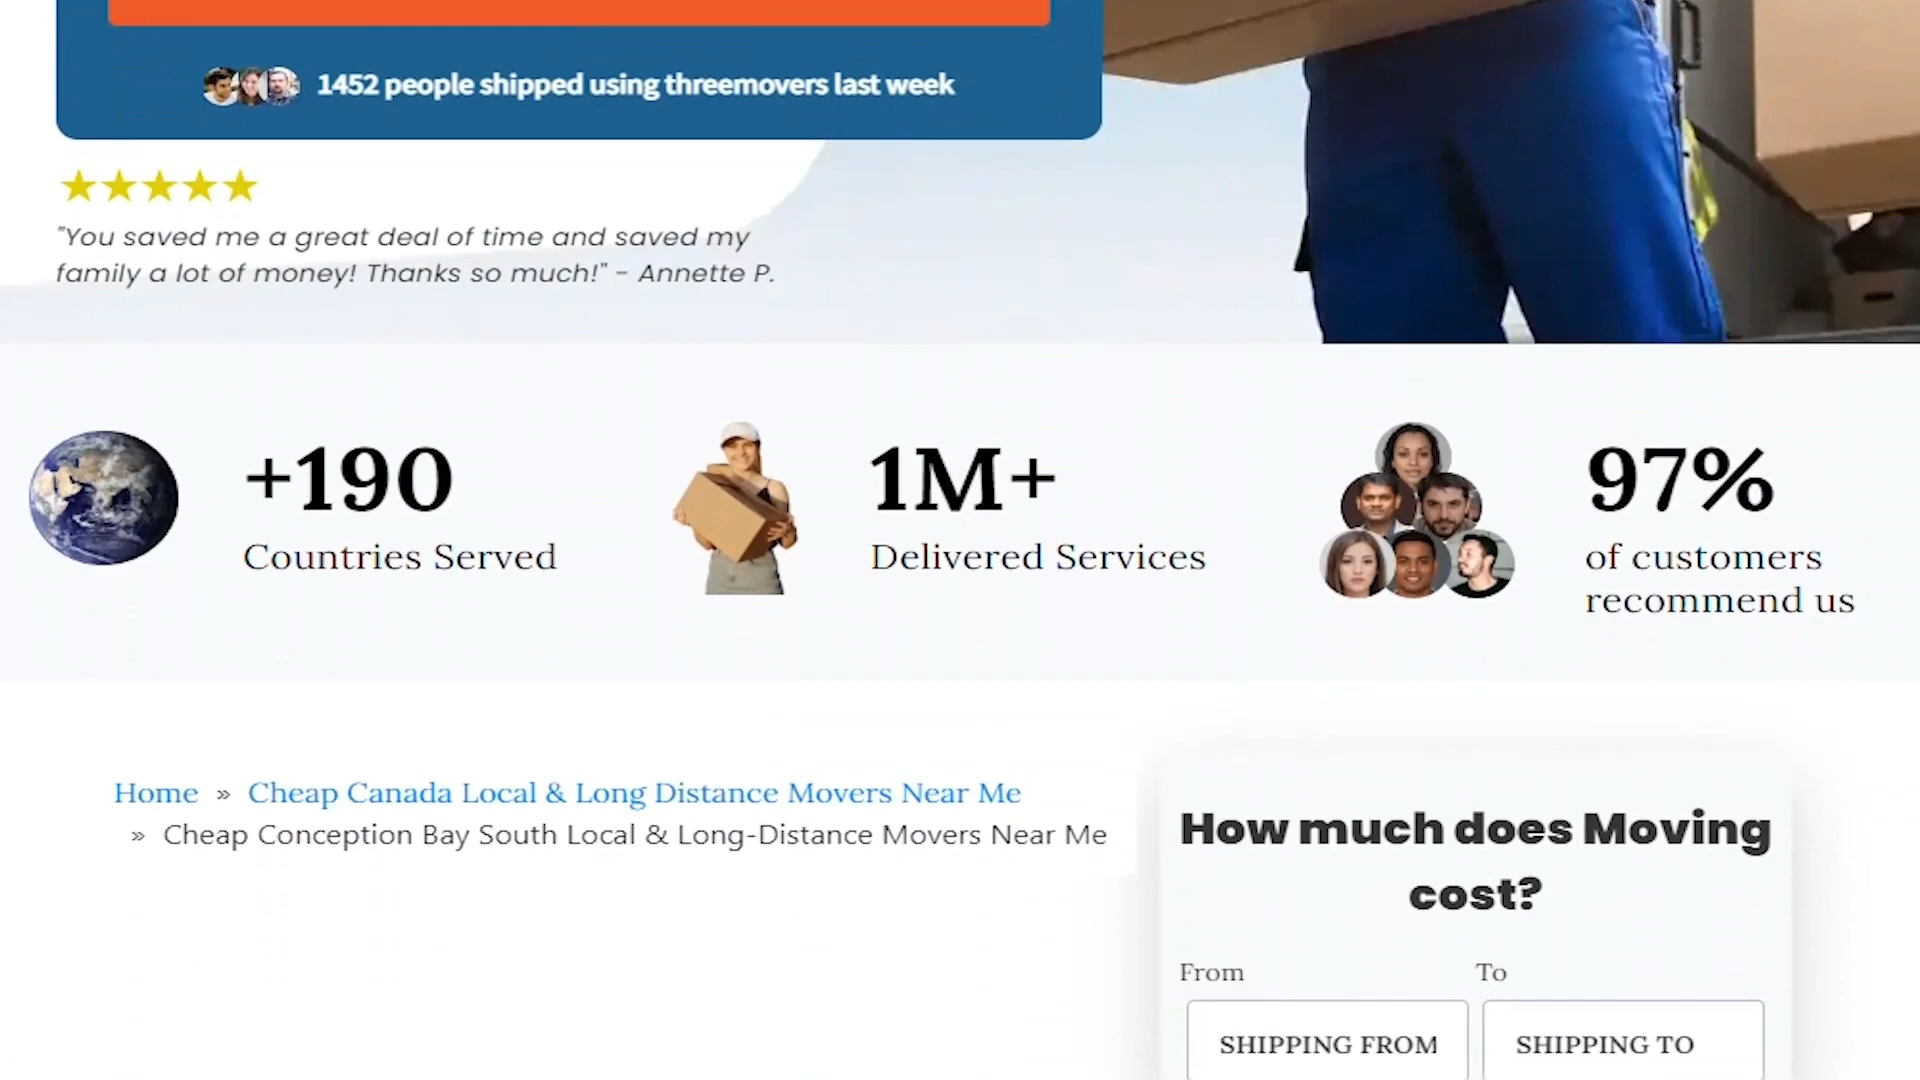 1452 people shipped using threemovers last week
"You saved me a great deal of time and saved my
family a lot of money! Thanks so much!" - Annette P.
+190
Countries Served
1M+
Delivered Services
97%
of customers
recommend us
Home » Cheap Canada Local & Long Distance Movers Near Me
» Cheap Conception Bay South Local & Long-Distance Movers Near Me
How much does Moving
cost?
From To
SHIPPING FROM SHIPPING TO